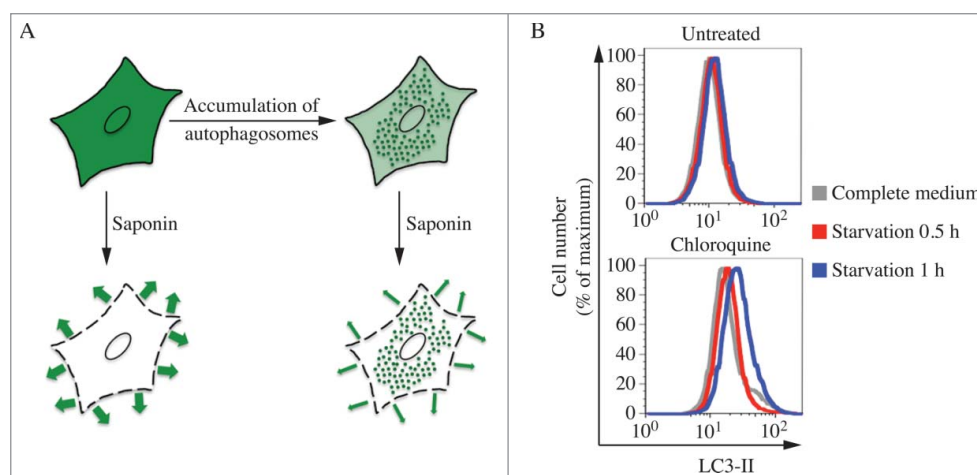 A
Accumulation of
autophagosomes
Saponin
Saponin
B
Untreated
100
80
60
40
20
0
10⁰
10¹
10²
Chloroquine
100
80
60
40
20
0
10⁰
10¹
10²
Cell number
(% of maximum)
LC3-II
Complete medium
Starvation 0.5 h
Starvation 1 h